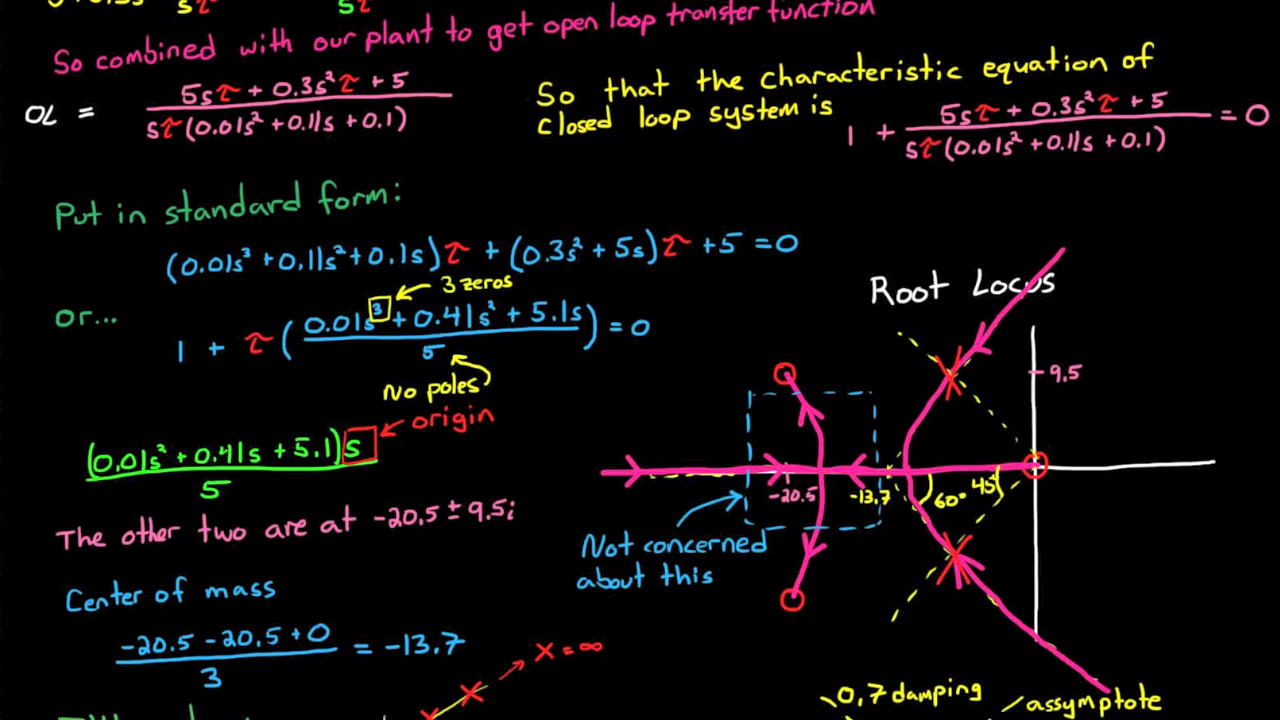 So combined with our plant to get open loop transfer function
OL = (5sτ + 0.3s²τ + 5) / (sτ(0.01s² + 0.11s + 0.1))
So that the characteristic equation of
closed loop system is
1 + (5sτ + 0.3s²τ + 5) / (sτ(0.01s² + 0.11s + 0.1)) = 0
Put in standard form:
(0.01s³ + 0.11s² + 0.1s)τ + (0.3s² + 5s)τ + 5 = 0
3 zeros
or...
1 + τ((0.01s³ + 0.41s² + 5.1s) / 5) = 0
No poles
origin
(0.01s² + 0.41s + 5.1)s / 5
The other two are at -20.5 ± 9.5i
Center of mass
(-20.5 - 20.5 + 0) / 3 = -13.7
x = ∞
Root Locus
9.5
-20.5
-13.7
60°
45°
Not concerned
about this
0.7 damping
assymptote